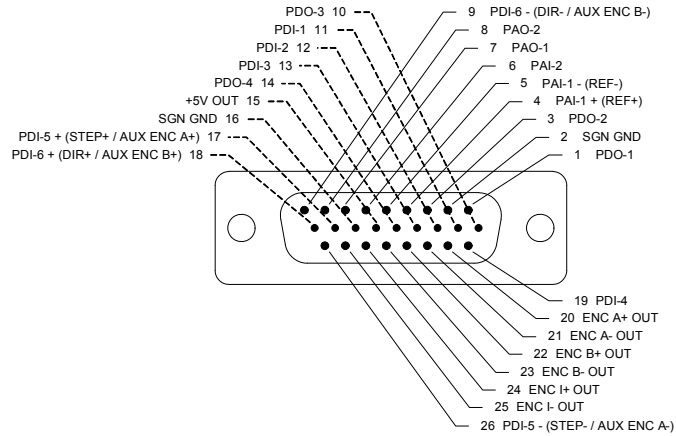 PDO-3 10
PDI-1 11
PDI-2 12
PDI-3 13
PDO-4 14
+5V OUT 15
SGN GND 16
PDI-5 + (STEP+ / AUX ENC A+) 17
PDI-6 + (DIR+ / AUX ENC B+) 18
9 PDI-6 - (DIR- / AUX ENC B-)
8 PAO-2
7 PAO-1
6 PAI-2
5 PAI-1 - (REF-)
4 PAI-1 + (REF+)
3 PDO-2
2 SGN GND
1 PDO-1
19 PDI-4
20 ENC A+ OUT
21 ENC A- OUT
22 ENC B+ OUT
23 ENC B- OUT
24 ENC I+ OUT
25 ENC I- OUT
26 PDI-5 - (STEP- / AUX ENC A-)